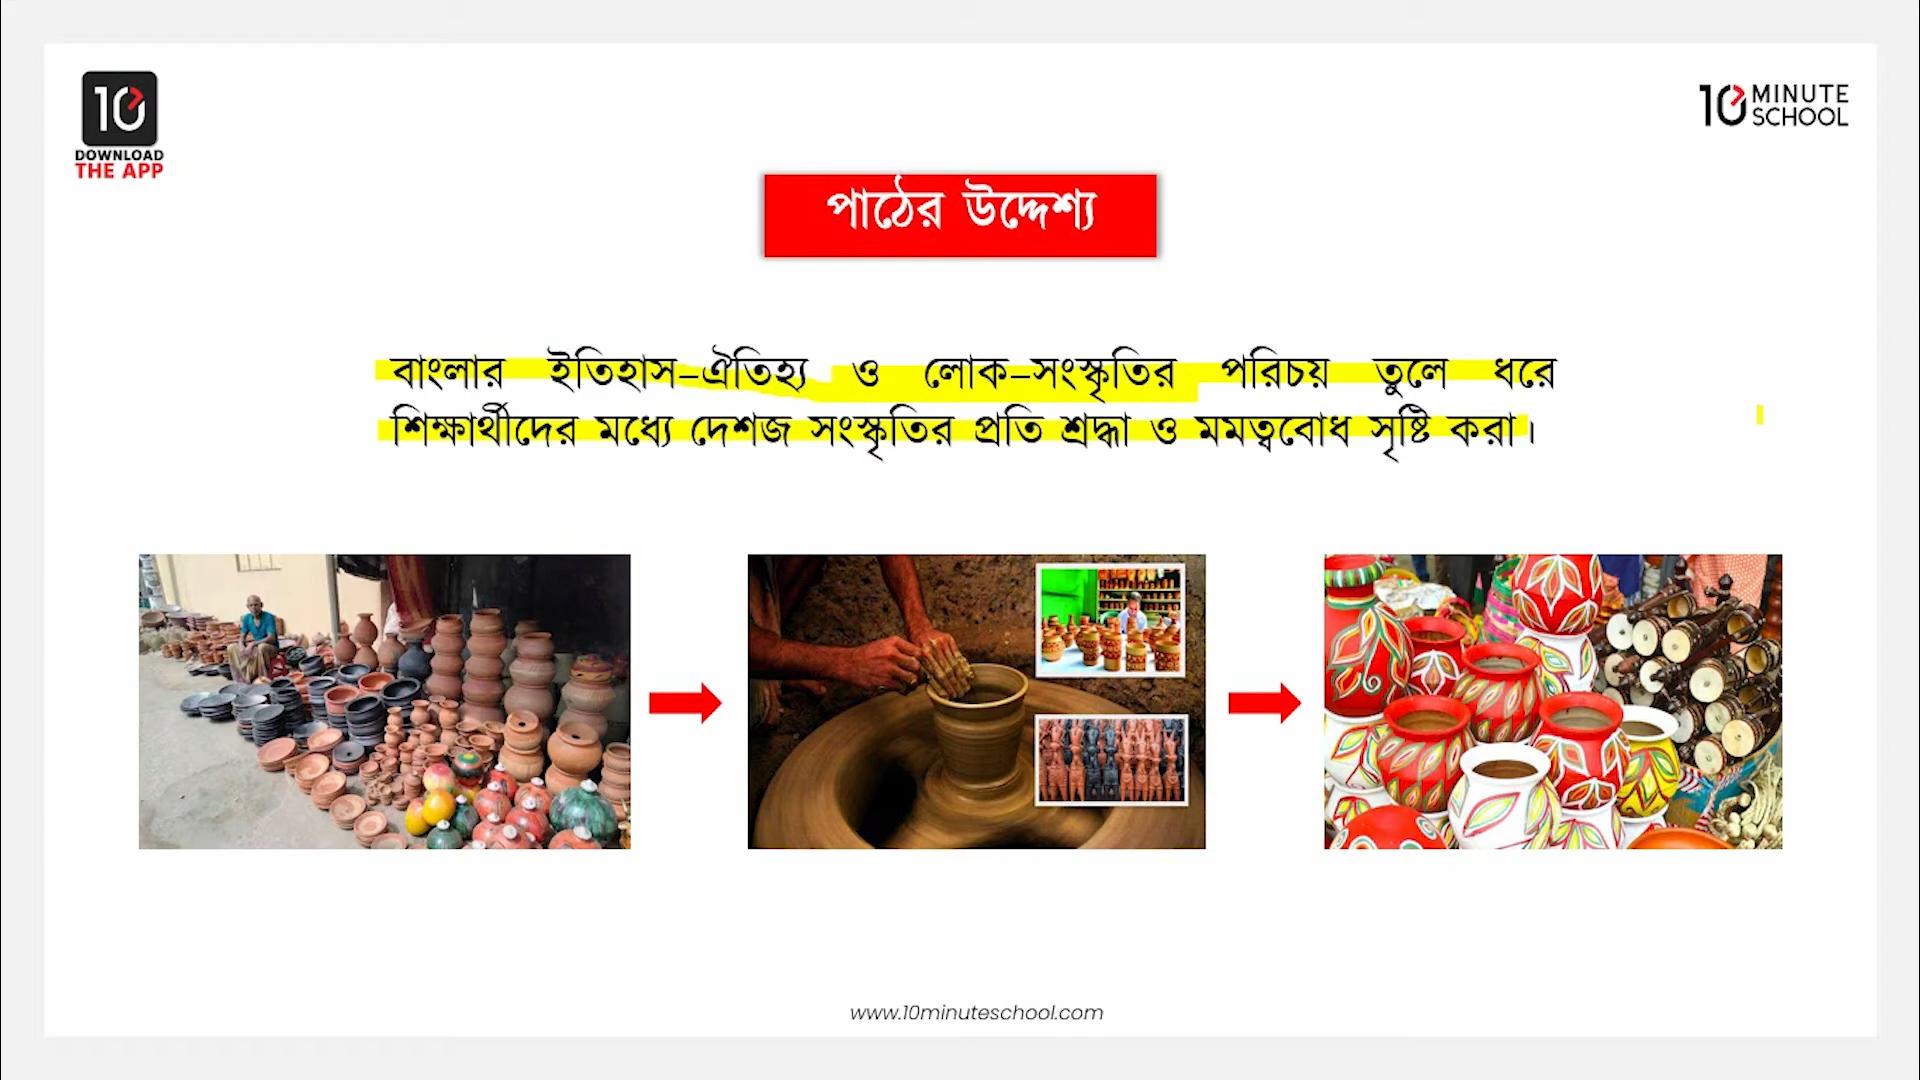 10
DOWNLOAD
THE APP
10 MINUTE
SCHOOL
পাঠের উদ্দেশ্য
বাংলার ইতিহাস-ঐতিহ্য ও লোক-সংস্কৃতির পরিচয় তুলে ধরে
শিক্ষার্থীদের মধ্যে দেশজ সংস্কৃতির প্রতি শ্রদ্ধা ও মমত্ববোধ সৃষ্টি করা।
www.10minuteschool.com